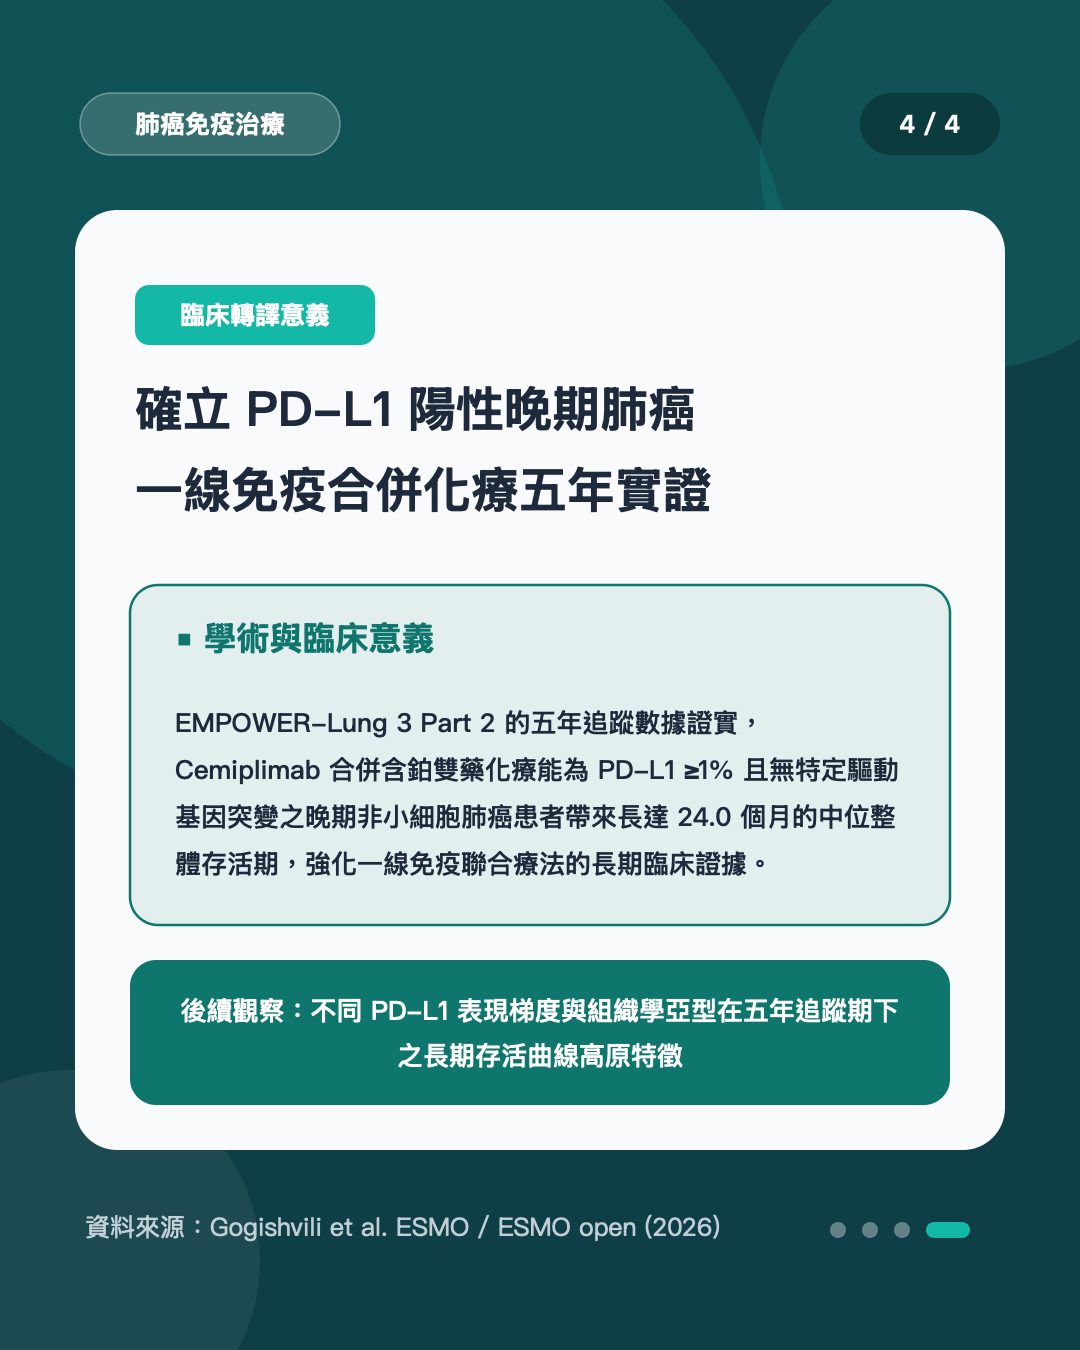 肺癌免疫治療
4 / 4
臨床轉譯意義
確立 PD-L1 陽性晚期肺癌
一線免疫合併化療五年實證
▪ 學術與臨床意義
EMPOWER-Lung 3 Part 2 的五年追蹤數據證實，
Cemiplimab 合併含鉑雙藥化療能為 PD-L1 ≥1% 且無特定驅動
基因突變之晚期非小細胞肺癌患者帶來長達 24.0 個月的中位整
體存活期，強化一線免疫聯合療法的長期臨床證據。
後續觀察：不同 PD-L1 表現梯度與組織學亞型在五年追蹤期下
之長期存活曲線高原特徵
資料來源：Gogishvili et al. ESMO / ESMO open (2026)